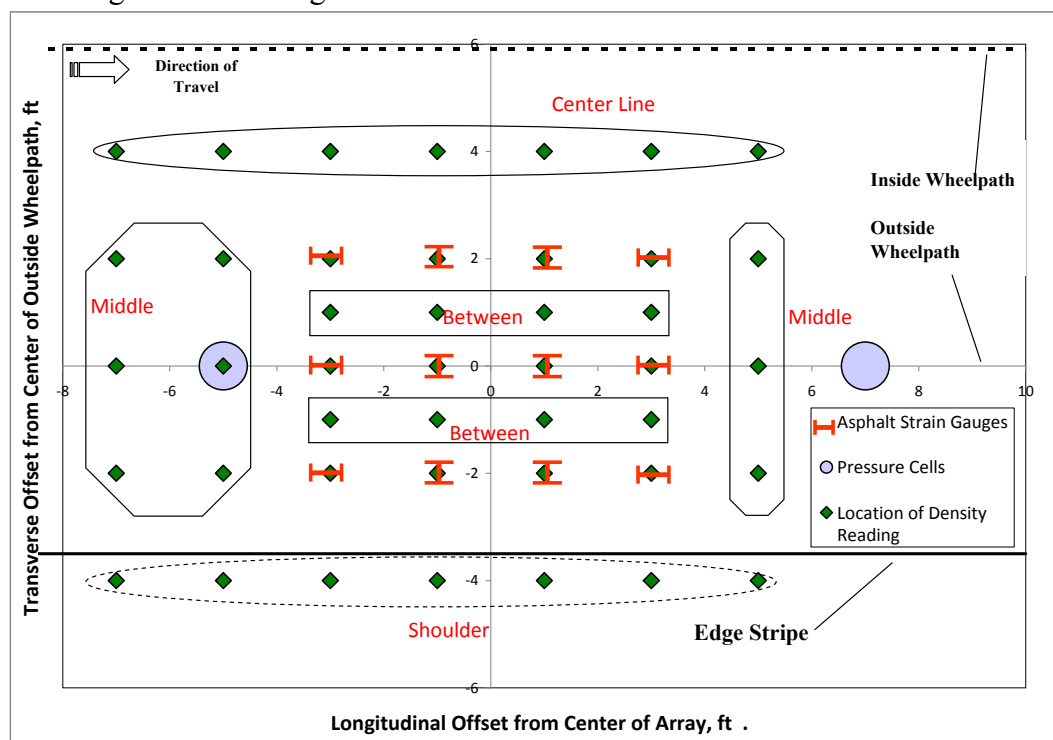 Direction of
Travel
Center Line
Inside Wheelpath
Outside
Wheelpath
Middle
Between
Middle
Between
Asphalt Strain Gauges
Pressure Cells
Location of Density
Reading
Shoulder
Edge Stripe
6
4
2
0
-2
-4
-6
-8
-6
-4
-2
0
2
4
6
8
10
Transverse Offset from Center of Outside Wheelpath, ft
Longitudinal Offset from Center of Array, ft .